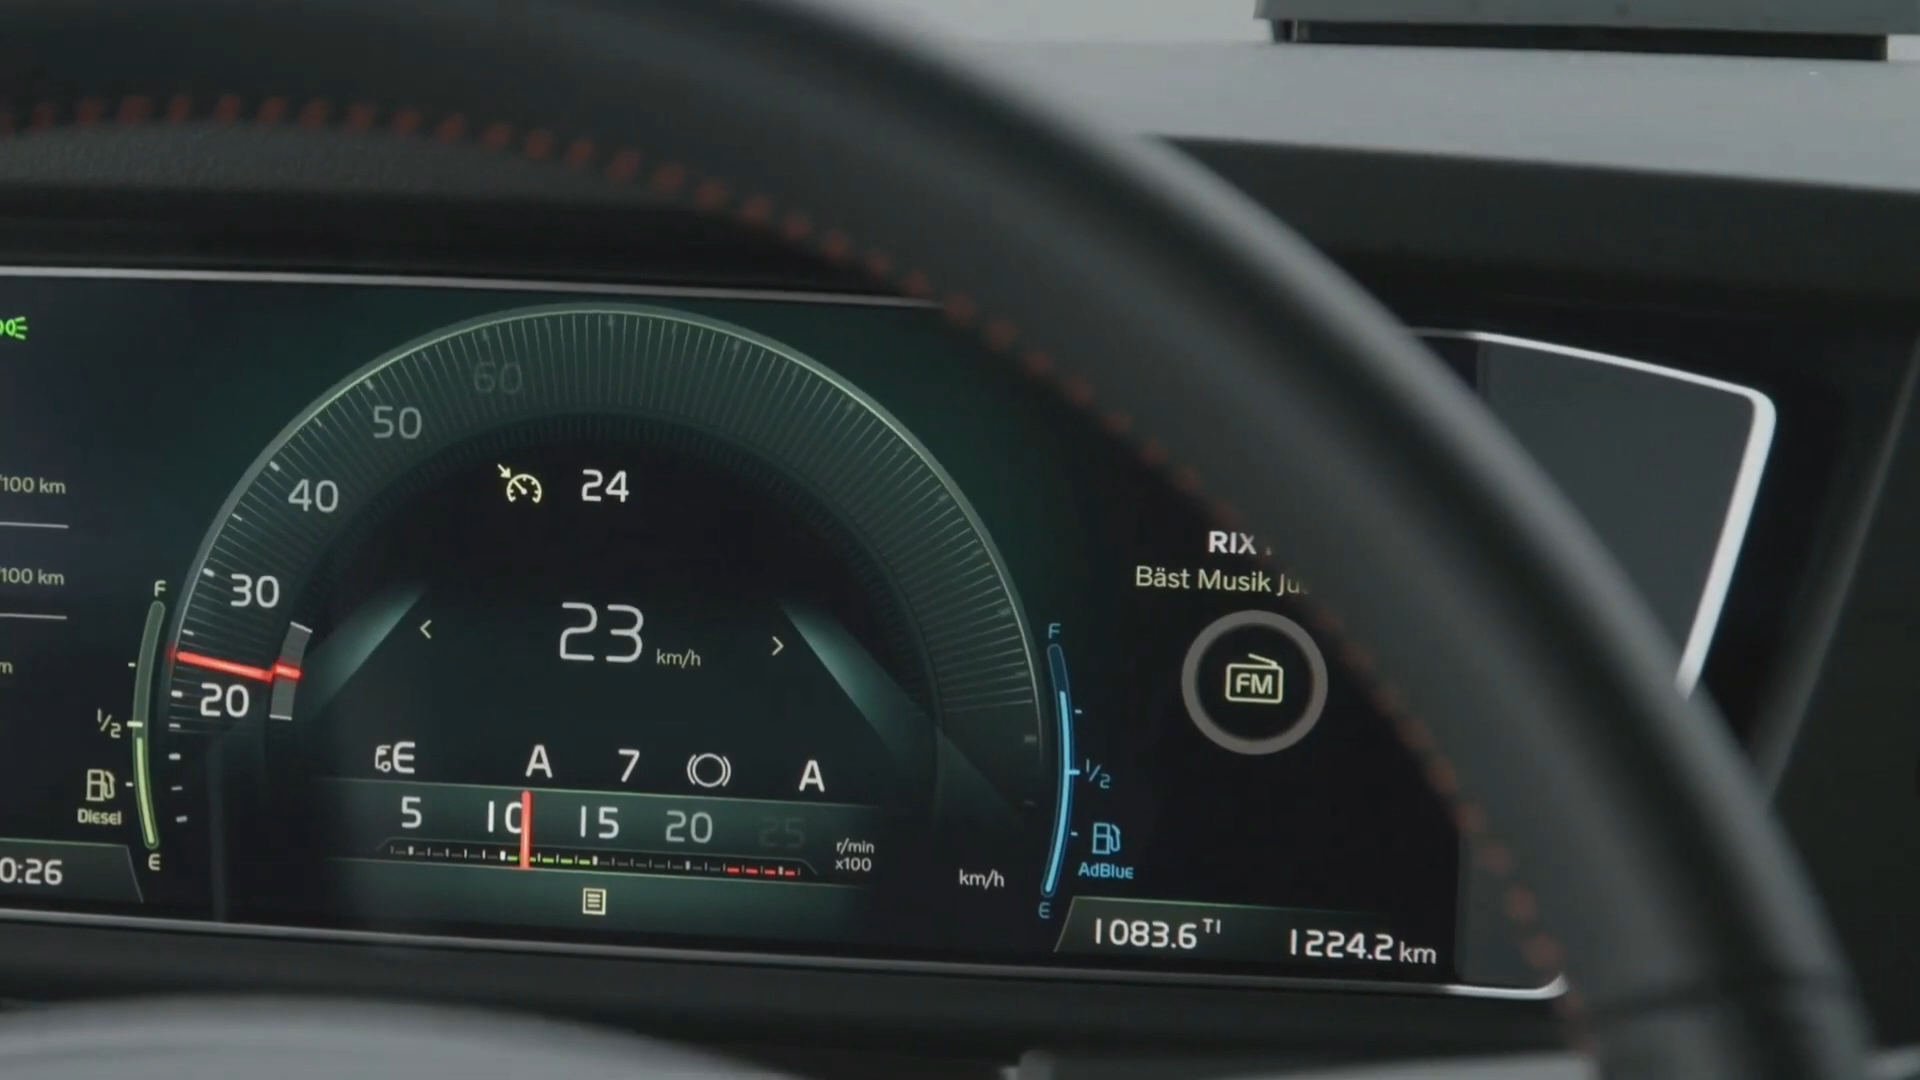 /100 km
/100 km
m
0:26
F
1/2
Diesel
E
20
30
40
50
60
24
23 km/h
E A 7 A
5 10 15 20 25
r/min
x100
km/h
F
1/2
AdBlue
E
RIX
Bäst Musik
FM
1083.6 TI
1224.2 km